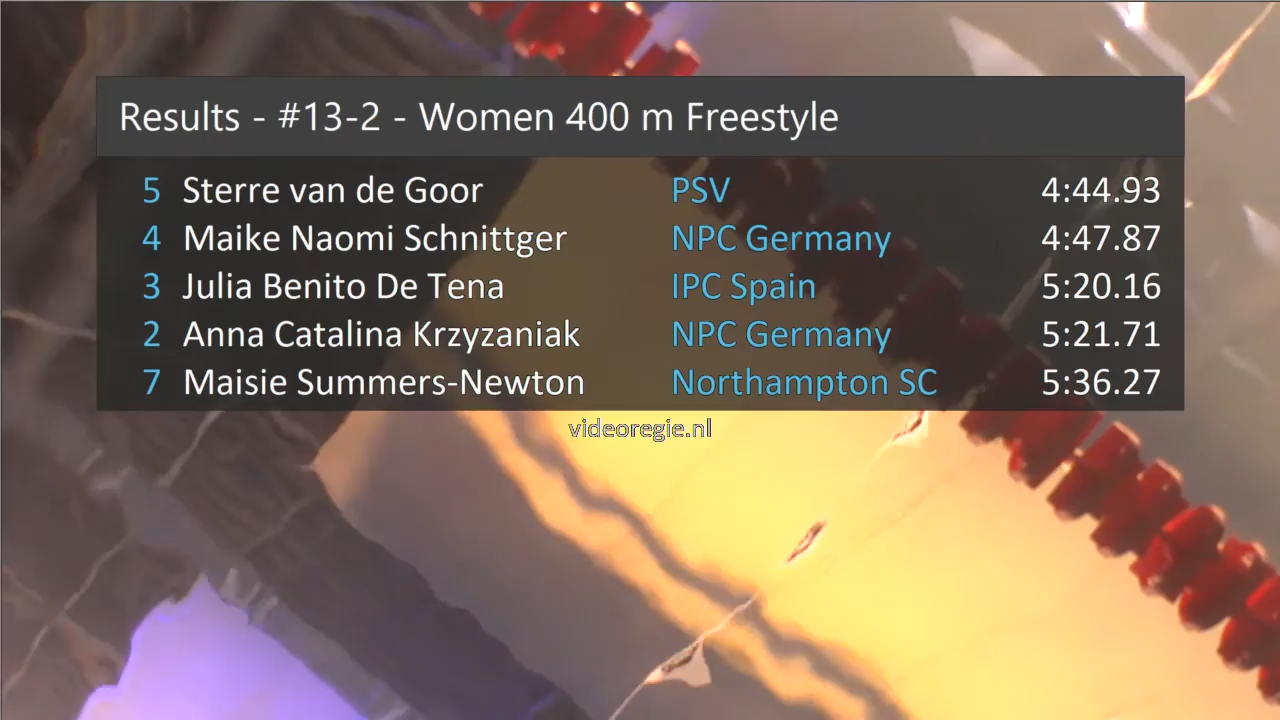 Results - #13-2 - Women 400 m Freestyle
5 Sterre van de Goor PSV 4:44.93
4 Maike Naomi Schnittger NPC Germany 4:47.87
3 Julia Benito De Tena IPC Spain 5:20.16
2 Anna Catalina Krzyzaniak NPC Germany 5:21.71
7 Maisie Summers-Newton Northampton SC 5:36.27
videoregie.nl